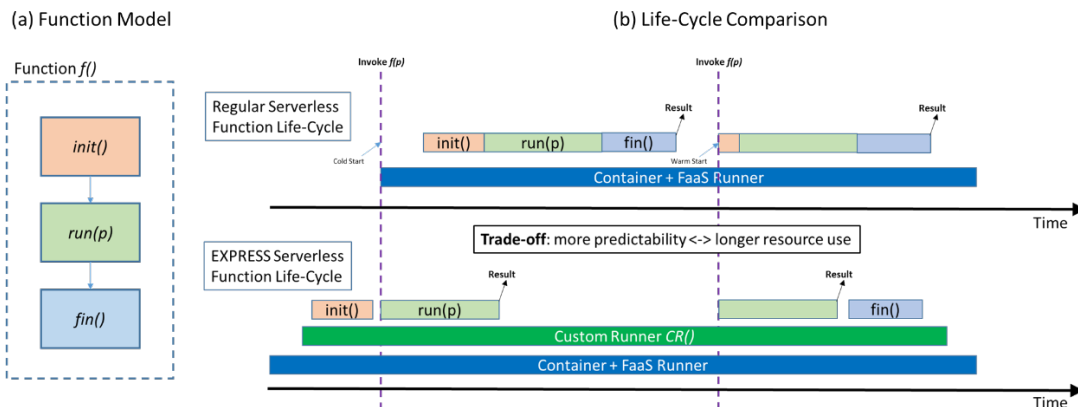 (a) Function Model
(b) Life-Cycle Comparison
Function f()
init()
run(p)
fin()
Invoke f(p)
Invoke f(p)
Regular Serverless
Function Life-Cycle
Result
Result
init()
run(p)
fin()
Cold Start
Warm Start
Container + FaaS Runner
Time
Trade-off: more predictability <-> longer resource use
EXPRESS Serverless
Function Life-Cycle
Result
Result
init()
run(p)
fin()
Custom Runner CR()
Container + FaaS Runner
Time